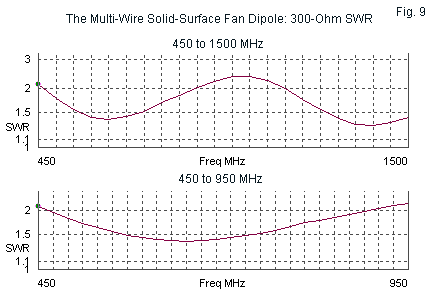 Fig. 9
The Multi-Wire Solid-Surface Fan Dipole: 300-Ohm SWR
450 to 1500 MHz
3
2
1.5
SWR
1.1
450 Freq MHz 1500
450 to 950 MHz
2
1.5
SWR
1.1
450 Freq MHz 950